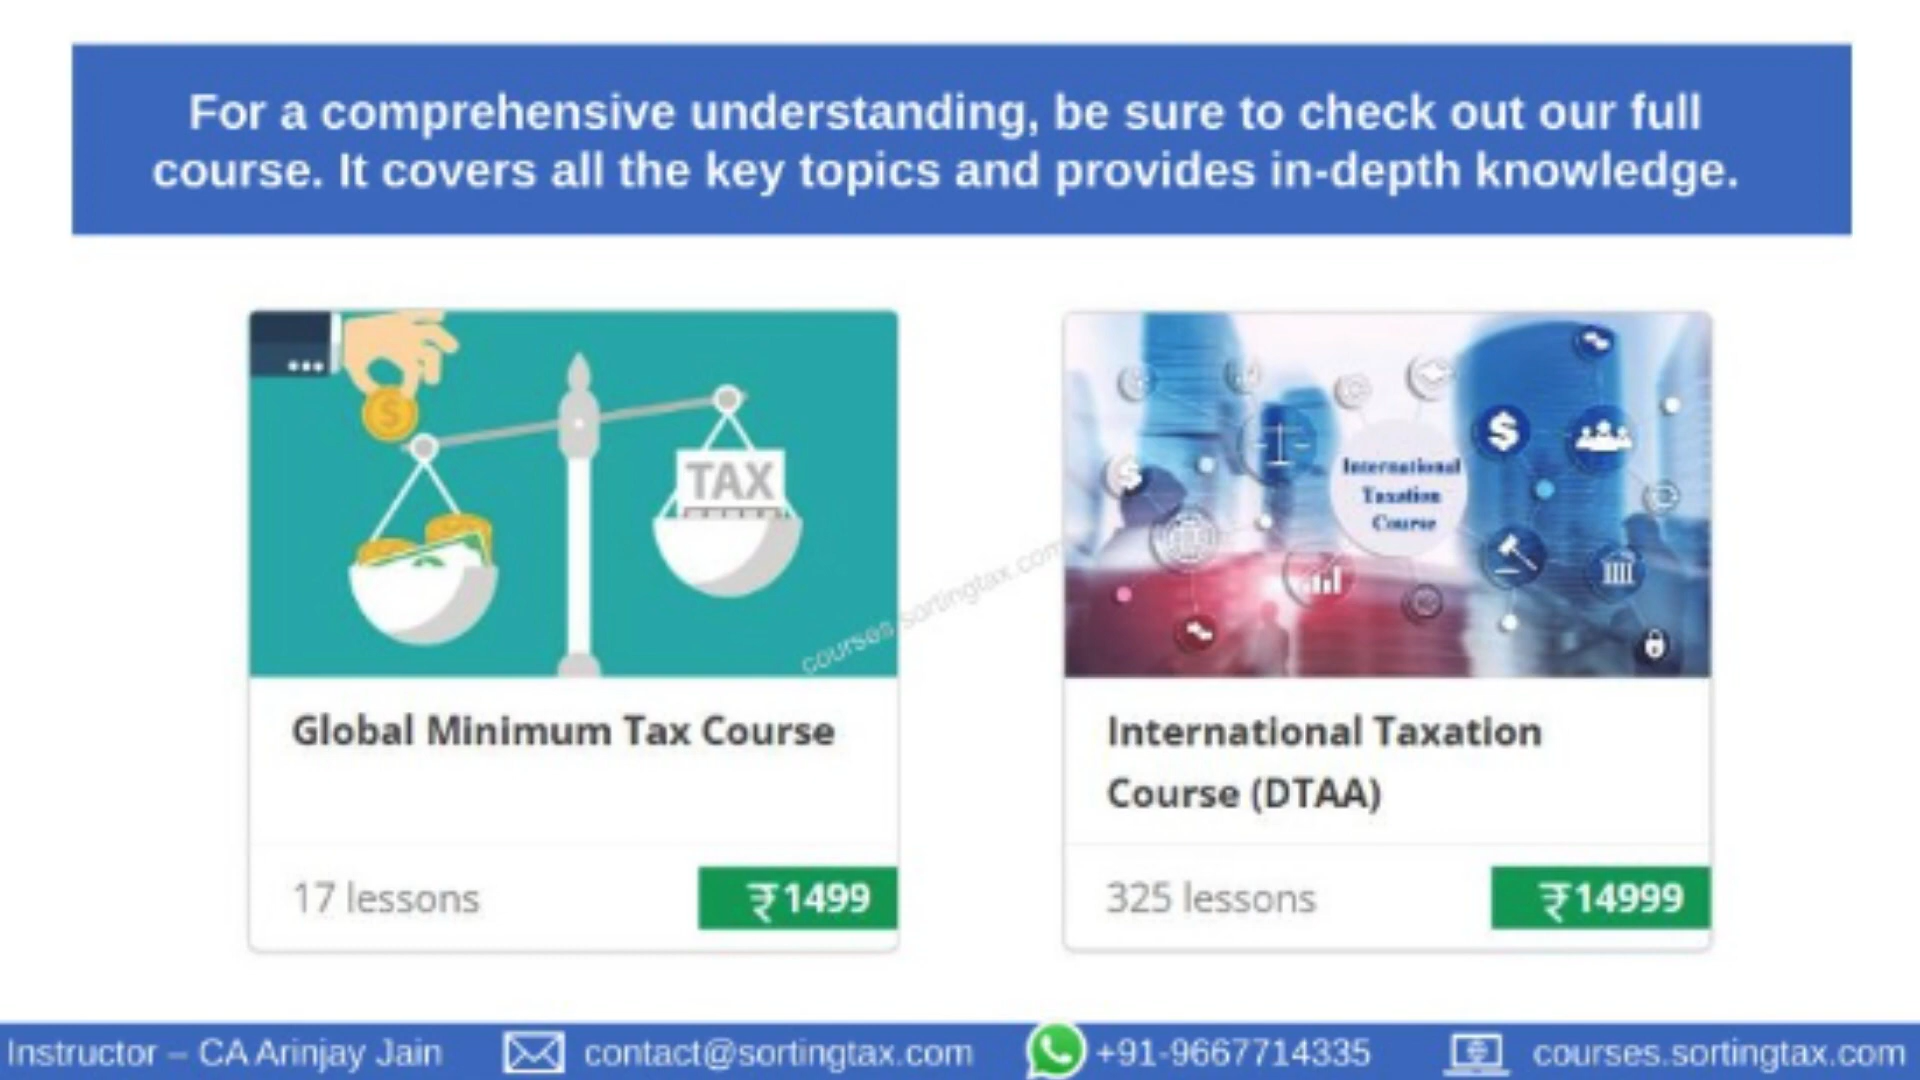 For a comprehensive understanding, be sure to check out our full
course. It covers all the key topics and provides in-depth knowledge.
TAX
International
Taxation
Course
courses.sortingtax.com
Global Minimum Tax Course
17 lessons
₹1499
International Taxation
Course (DTAA)
325 lessons
₹14999
Instructor – CA Arinjay Jain
contact@sortingtax.com
+91-9667714335
courses.sortingtax.com